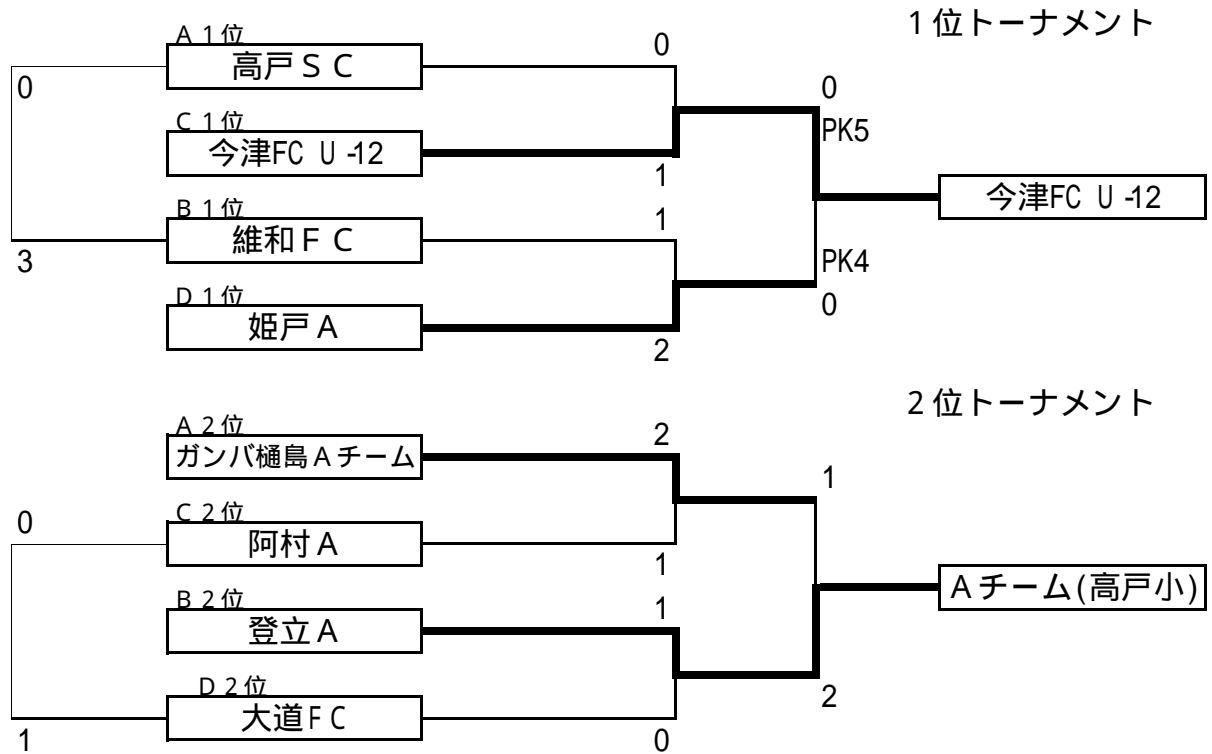 1位トーナメント
A 1位
高戸ＳＣ
0
0
0
C 1位
今津FC U-12
PK5
1
今津FC U-12
B 1位
維和ＦＣ
1
3
PK4
D 1位
姫戸A
0
2
2位トーナメント
A 2位
ガンバ樋島Aチーム
2
1
0
C 2位
阿村A
1
Aチーム(高戸小)
B 2位
登立A
1
D 2位
大道FC
2
1
0